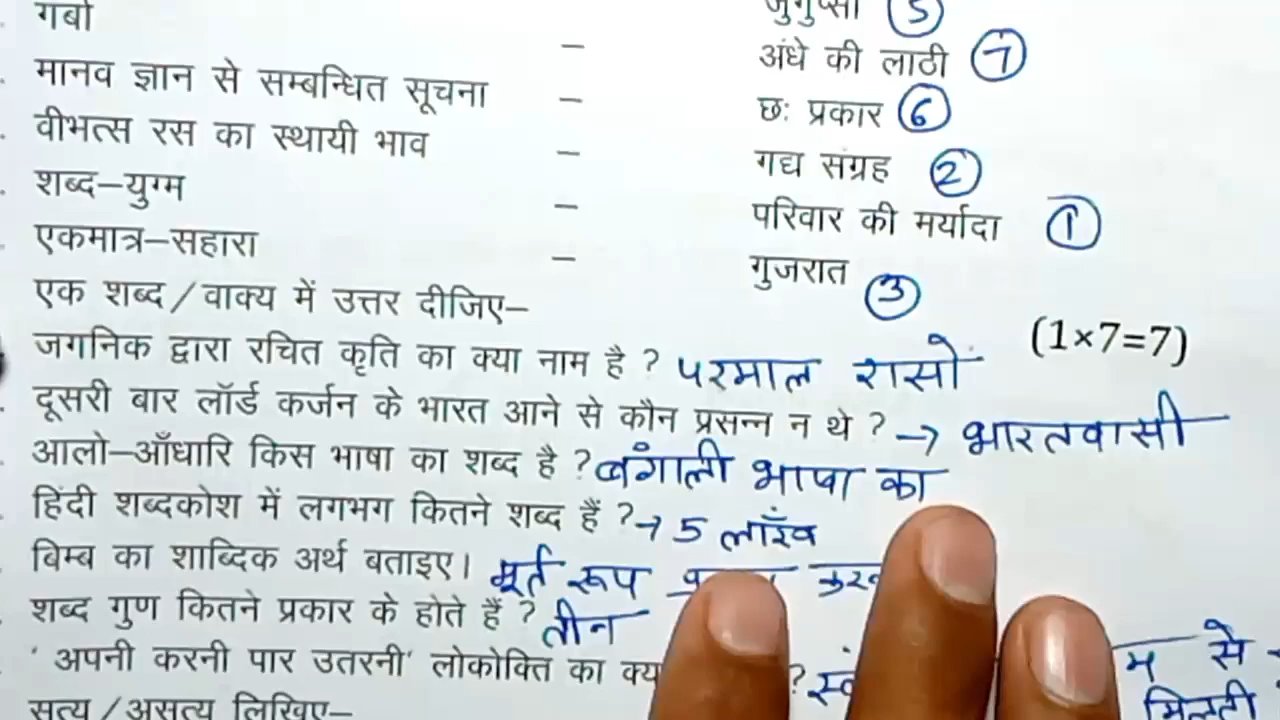 गर्बा
जुगुप्सा (5)
– अंधे की लाठी (7)
मानव ज्ञान से सम्बन्धित सूचना – छः प्रकार (6)
वीभत्स रस का स्थायी भाव – गद्य संग्रह (2)
शब्द–युग्म – परिवार की मर्यादा (1)
एकमात्र–सहारा – गुजरात (3)
एक शब्द/वाक्य में उत्तर दीजिए– (1×7=7)
जगनिक द्वारा रचित कृति का क्या नाम है ? परमाल रासो
दूसरी बार लॉर्ड कर्जन के भारत आने से कौन प्रसन्न न थे ? → भारतवासी
आलो–आँधारि किस भाषा का शब्द है ? बंगाली भाषा का
हिंदी शब्दकोश में लगभग कितने शब्द हैं ? → 5 लाँख
बिम्ब का शाब्दिक अर्थ बताइए। मूर्त रूप
शब्द गुण कितने प्रकार के होते हैं ? तीन
'अपनी करनी पार उतरनी' लोकोक्ति का ? से
सत्य/असत्य लिखिए– मिलती